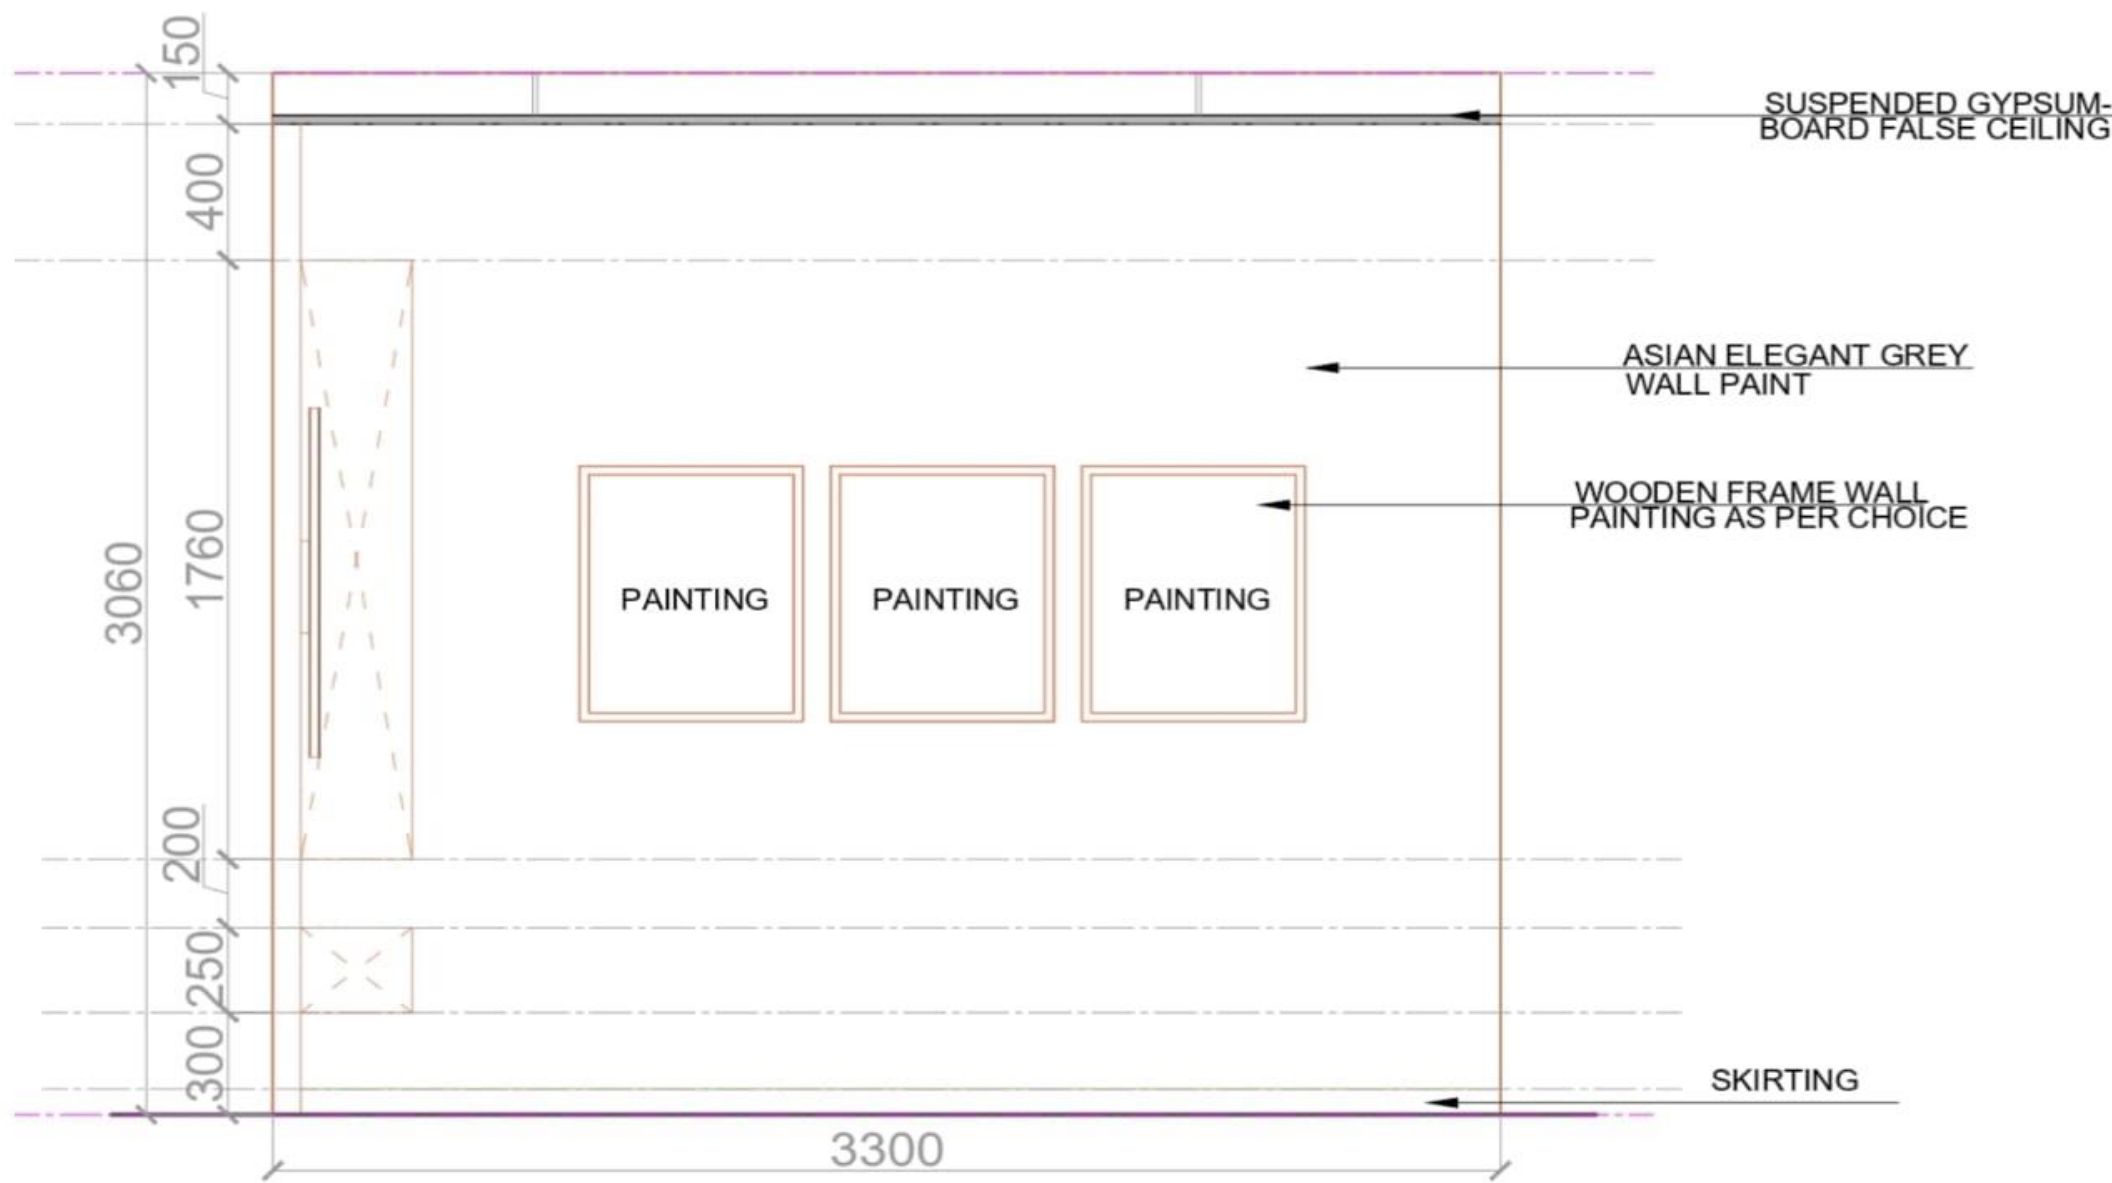 150
SUSPENDED GYPSUM-
BOARD FALSE CEILING
400
ASIAN ELEGANT GREY
WALL PAINT
WOODEN FRAME WALL
PAINTING AS PER CHOICE
1760
3060
PAINTING PAINTING PAINTING
200
250
300
SKIRTING
3300